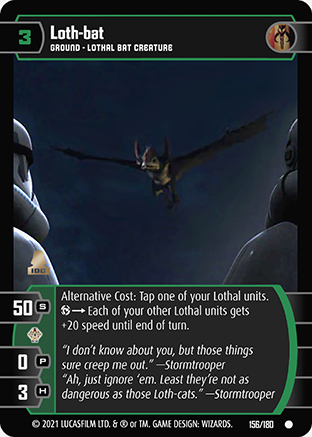 3
Loth-bat
GROUND - LOTHAL BAT CREATURE
IDC
50 S
0 P
3 H
Alternative Cost: Tap one of your Lothal units.
→ Each of your other Lothal units gets
+20 speed until end of turn.
"I don't know about you, but those things
sure creep me out." —Stormtrooper
"Ah, just ignore 'em. Least they're not as
dangerous as those Loth-cats." —Stormtrooper
© 2021 LUCASFILM LTD. & ® or TM. GAME DESIGN: WIZARDS. 156/180